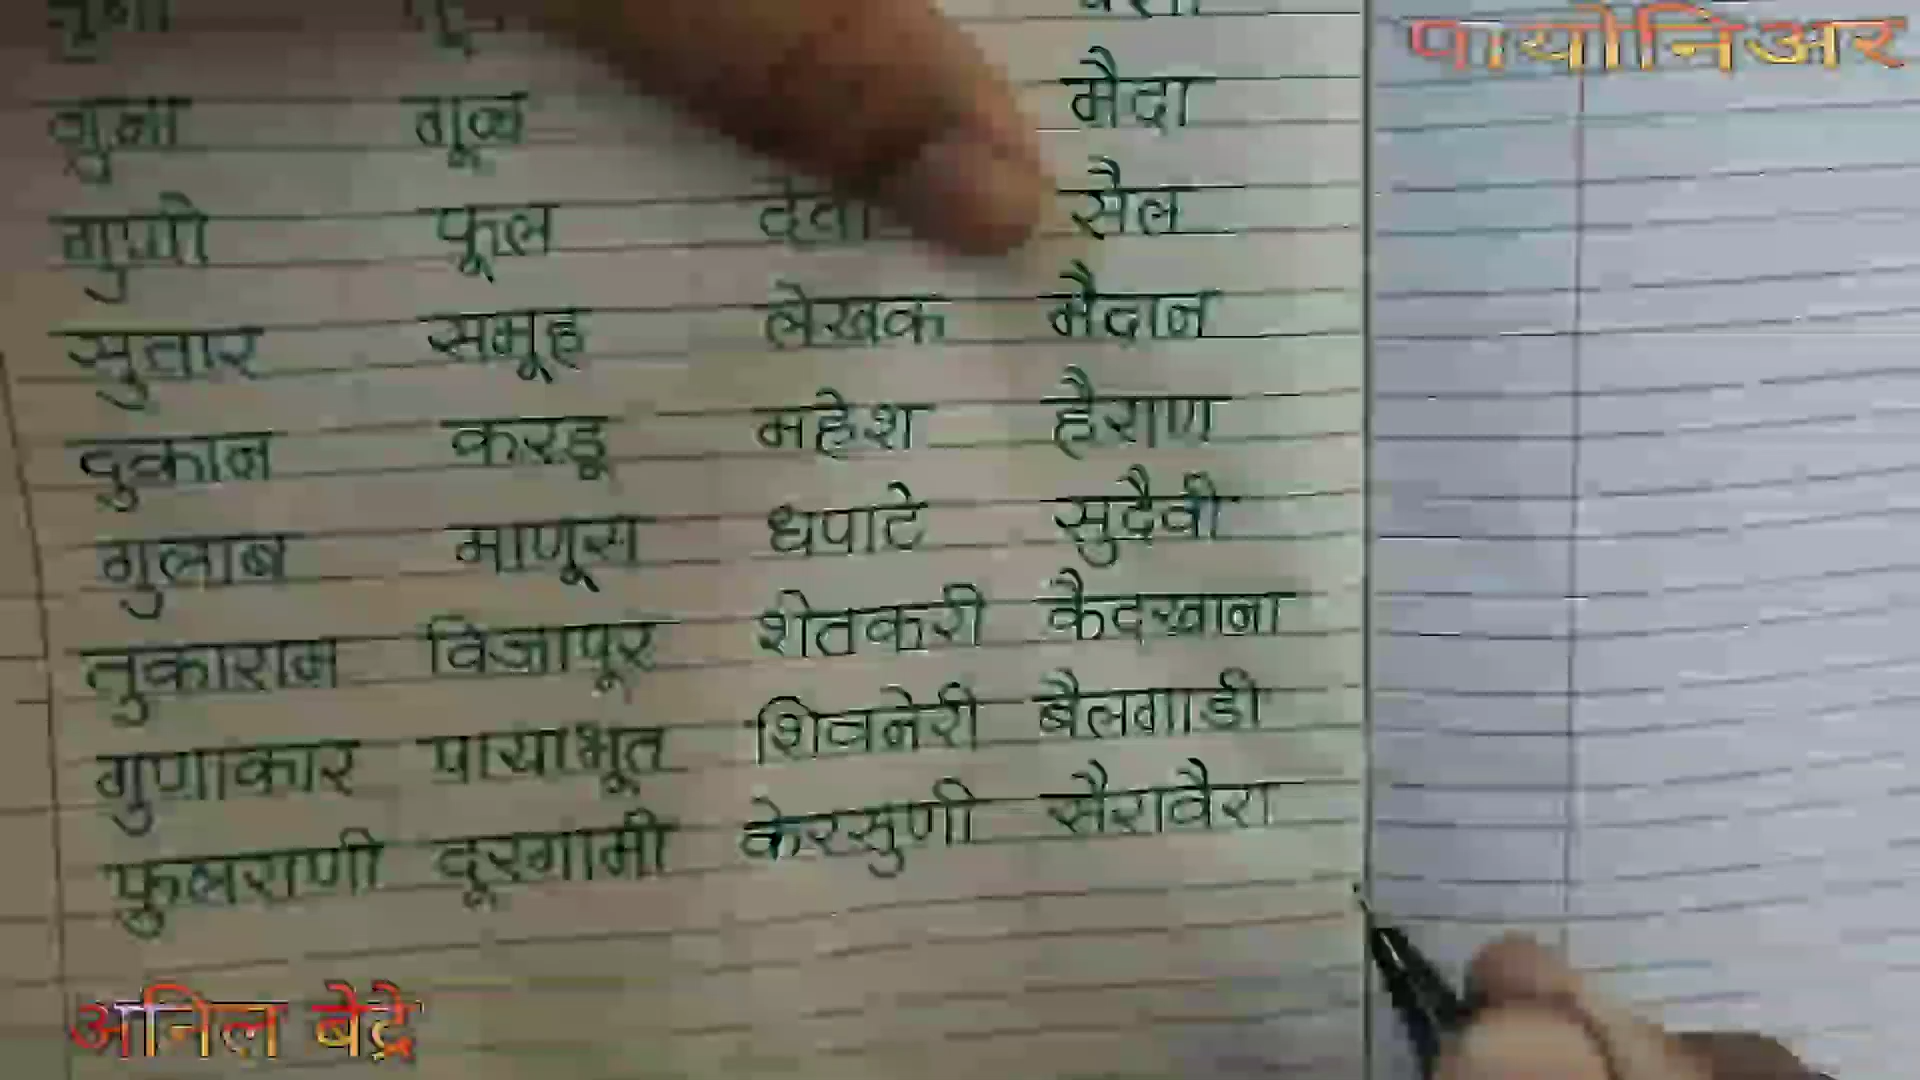 पायोनिअर
मैदा
फूल सैल
सुतार समूह लेखक मैदान
दुकान करडू महेश हैराण
गुलाब माणूस धपाटे सुदैवी
तुकाराम विजापूर शेतकरी कैदखाना
गुणाकार पायाभूत शिवनेरी बैलगाडी
फुलराणी दूरगामी केरसुणी सैरावैरा
अनिल बेद्रे